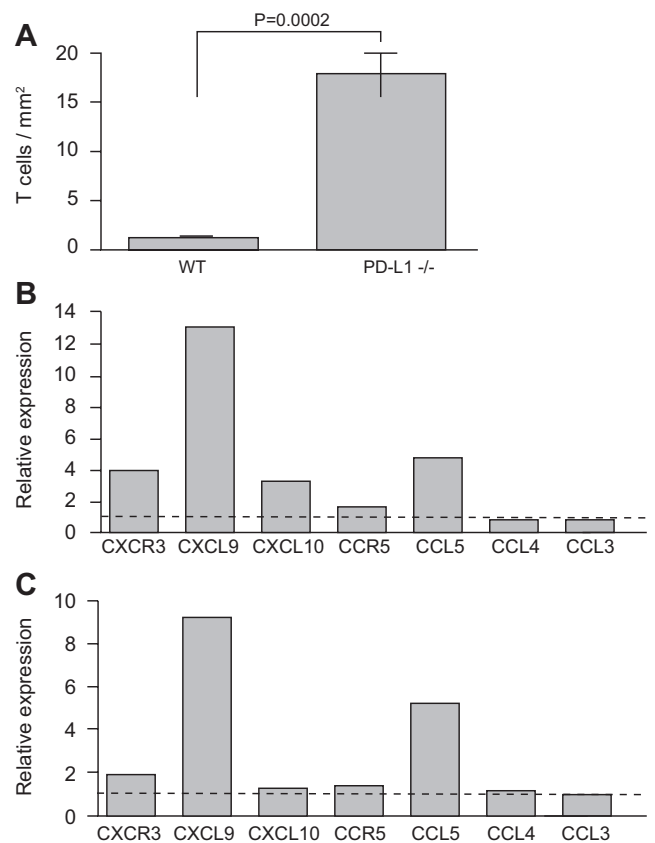 A
P=0.0002
T cells / mm²
20
15
10
5
0
WT PD-L1 -/-
B
Relative expression
14
12
10
8
6
4
2
0
CXCR3 CXCL9 CXCL10 CCR5 CCL5 CCL4 CCL3
C
Relative expression
10
8
6
4
2
0
CXCR3 CXCL9 CXCL10 CCR5 CCL5 CCL4 CCL3